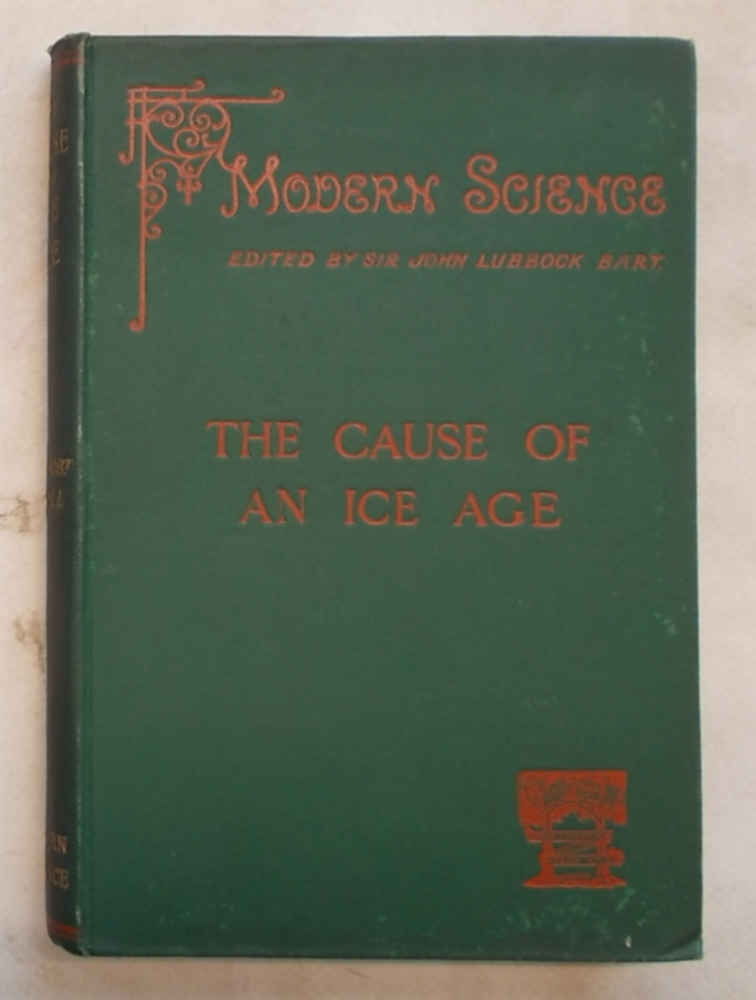 MODERN SCIENCE
EDITED BY SIR JOHN LUBBOCK BART.
THE CAUSE OF
AN ICE AGE